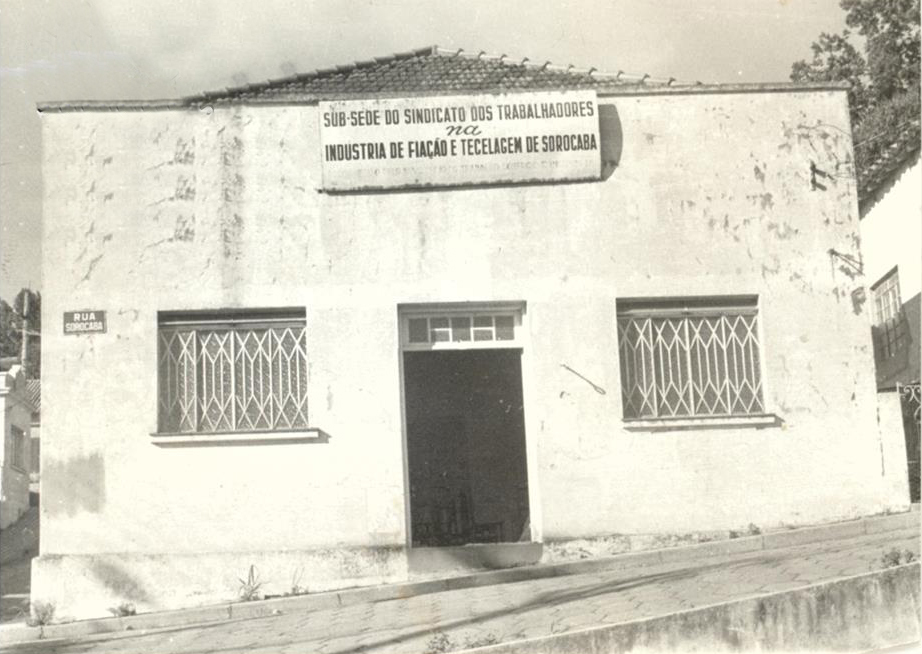 SUB-SEDE DO SINDICATO DOS TRABALHADORES
na
INDUSTRIA DE FIAÇÃO E TECELAGEM DE SOROCABA
RUA
SOROCABA